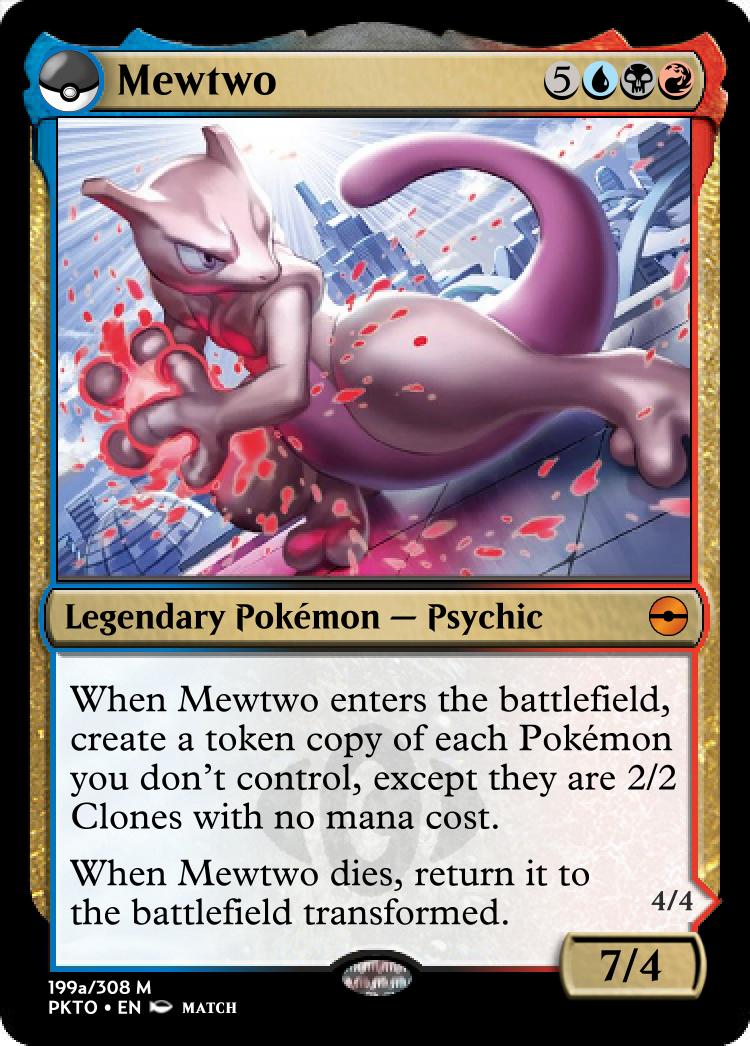 Mewtwo 5
Legendary Pokémon — Psychic
When Mewtwo enters the battlefield,
create a token copy of each Pokémon
you don't control, except they are 2/2
Clones with no mana cost.
When Mewtwo dies, return it to
the battlefield transformed.
4/4
7/4
199a/308 M
PKTO • EN MATCH